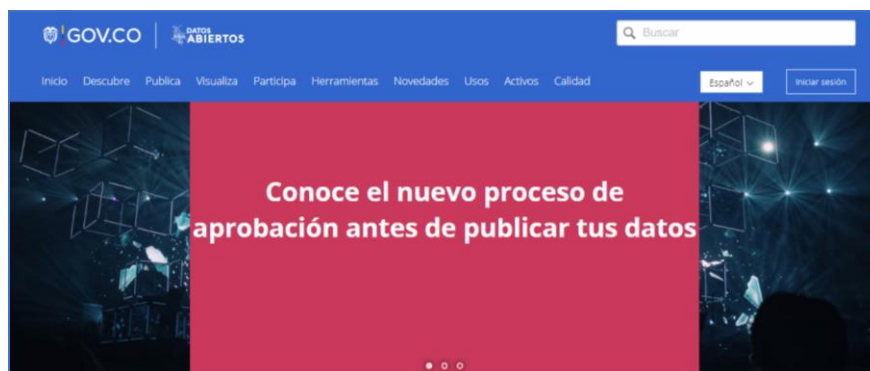 GOV.CO
DATOS
ABIERTOS
Buscar
Inicio Descubre Publica Visualiza Participa Herramientas Novedades Usos Activos Calidad
Español
Iniciar sesión
Conoce el nuevo proceso de
aprobación antes de publicar tus datos